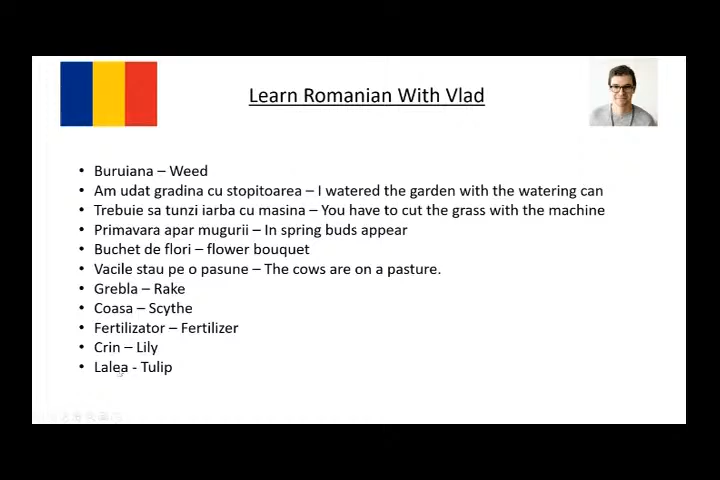 Learn Romanian With Vlad
• Buruiana – Weed
• Am udat gradina cu stopitoarea – I watered the garden with the watering can
• Trebuie sa tunzi iarba cu masina – You have to cut the grass with the machine
• Primavara apar mugurii – In spring buds appear
• Buchet de flori – flower bouquet
• Vacile stau pe o pasune – The cows are on a pasture.
• Grebla – Rake
• Coasa – Scythe
• Fertilizator – Fertilizer
• Crin – Lily
• Lalea - Tulip